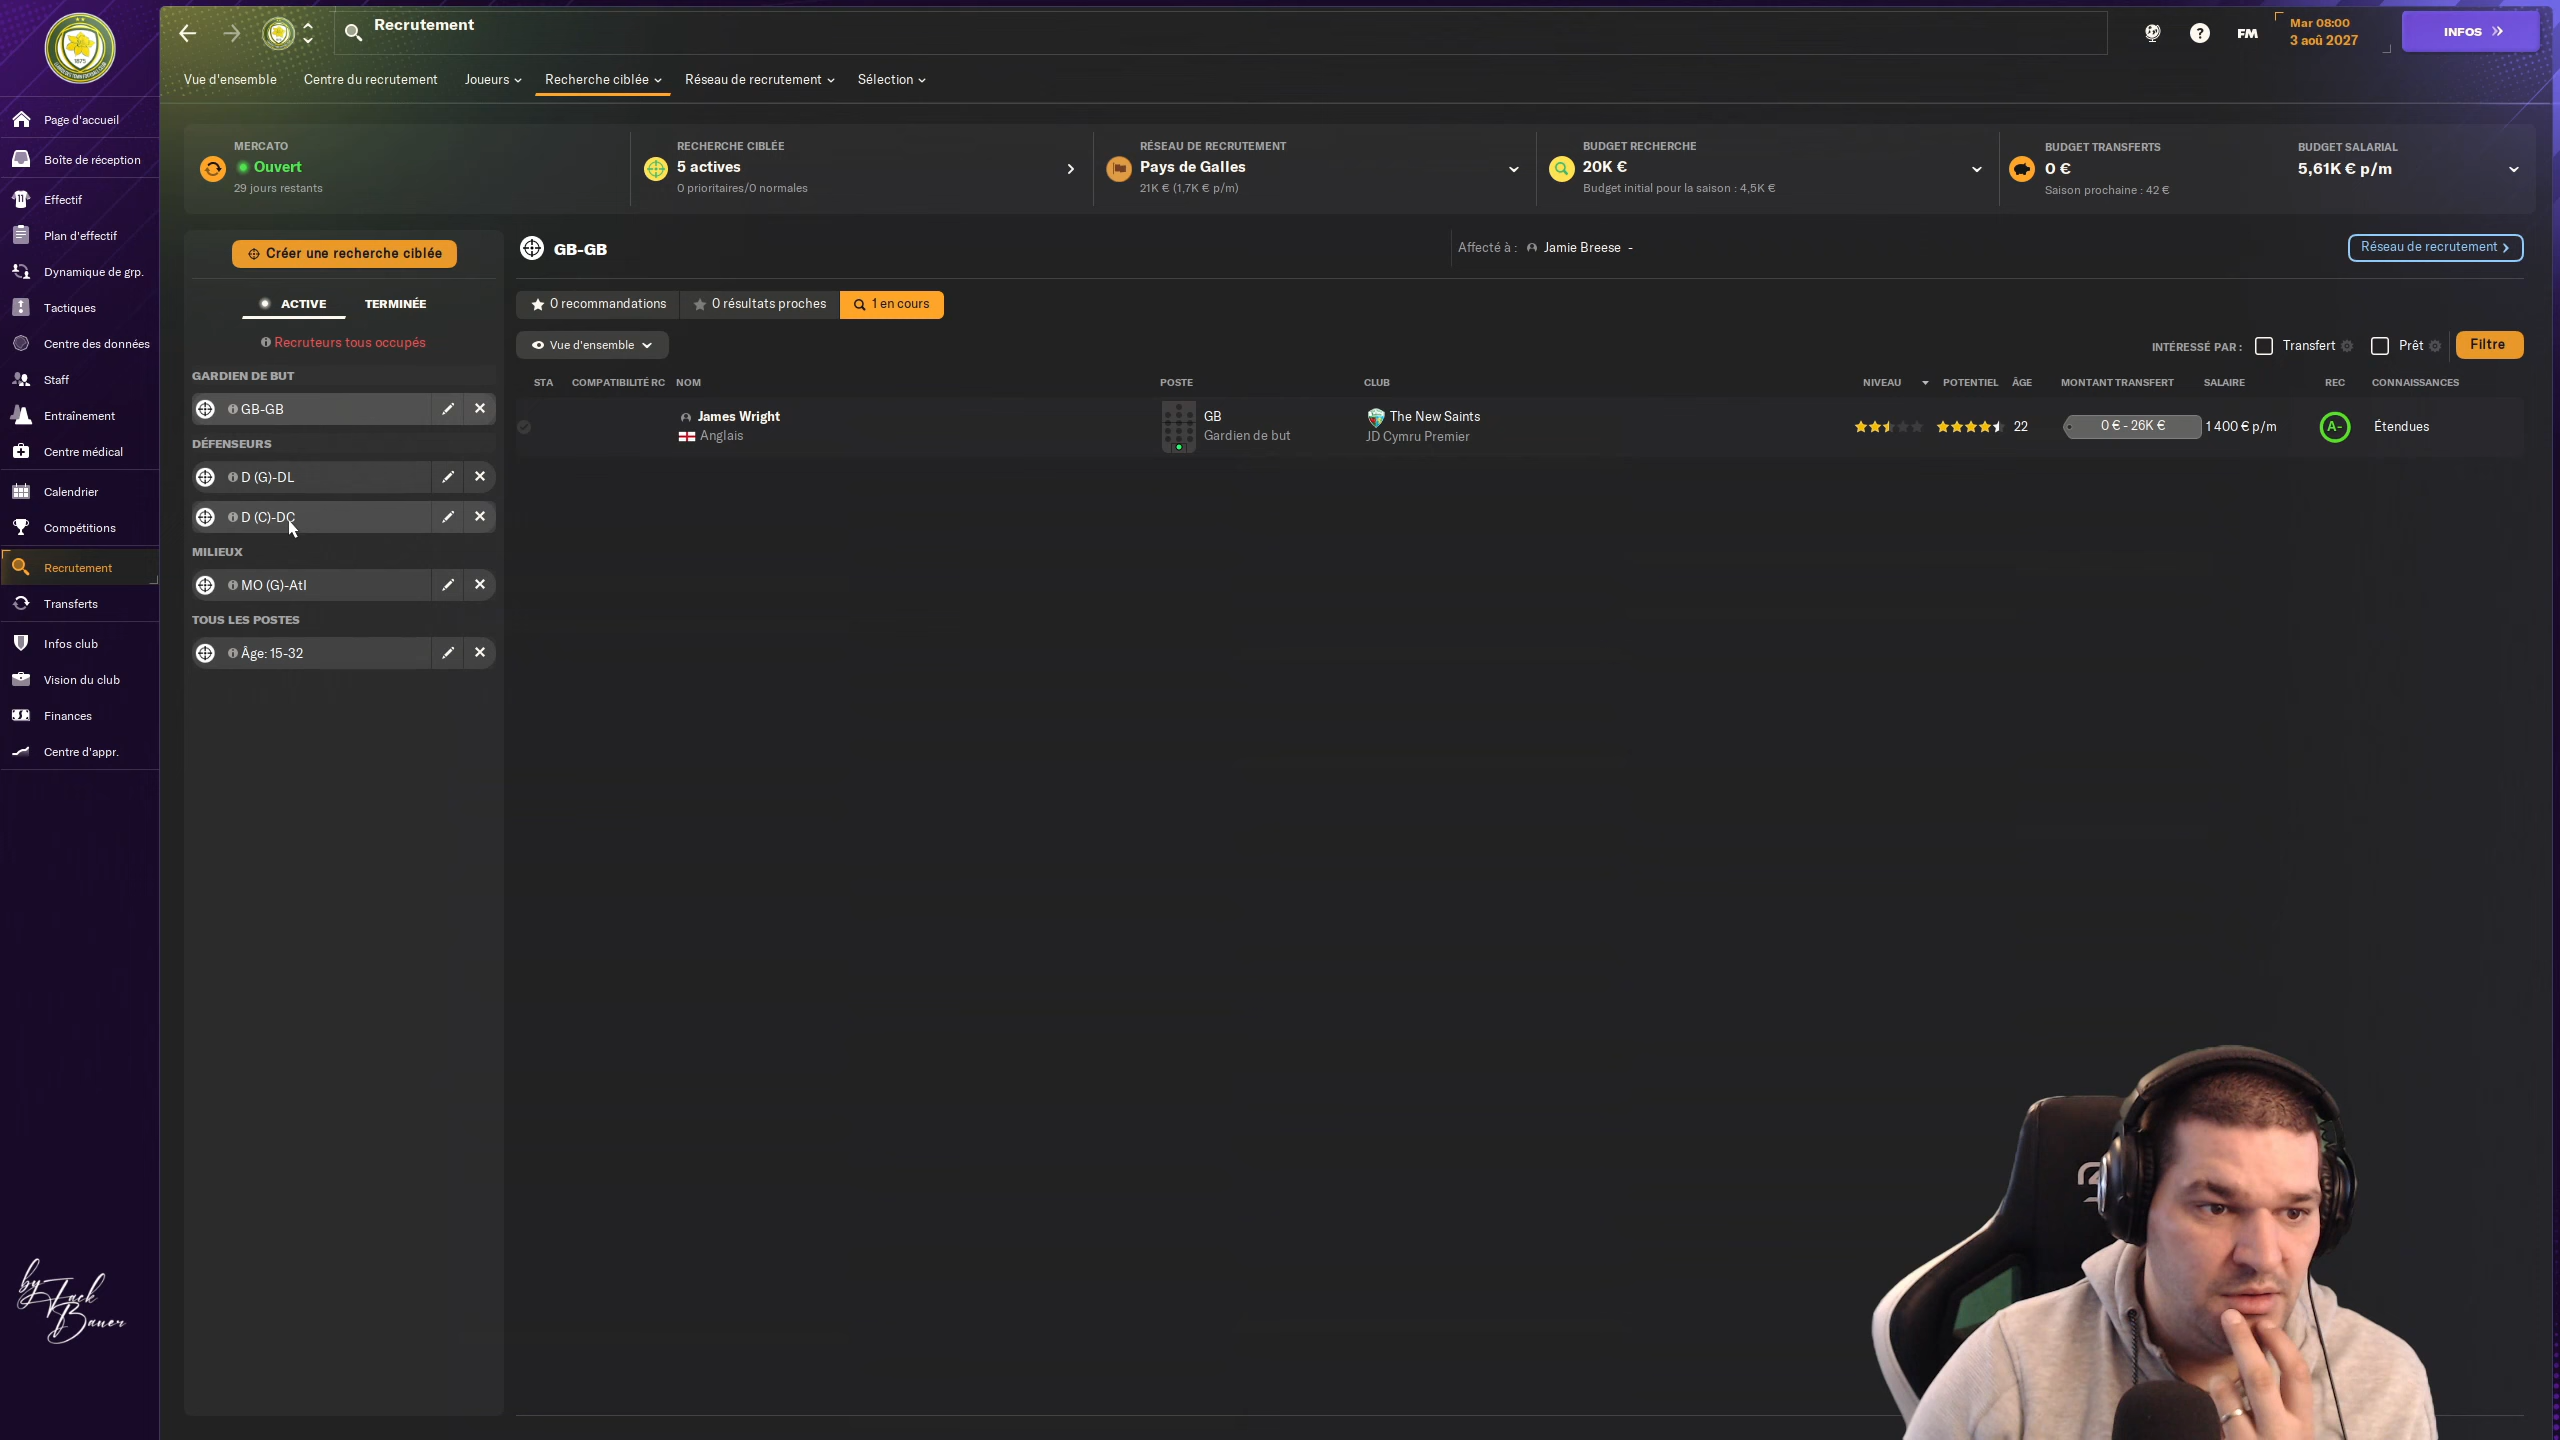 Recrutement
Mar 08:00
3 aoû 2027
FM
INFOS
Vue d'ensemble
Centre du recrutement
Joueurs
Recherche ciblée
Réseau de recrutement
Sélection
Page d'accueil
Boîte de réception
Effectif
Plan d'effectif
Dynamique de grp.
Tactiques
Centre des données
Staff
Entraînement
Centre médical
Calendrier
Compétitions
Recrutement
Transferts
Infos club
Vision du club
Finances
Centre d'appr.
by Jack
Bauer
MERCATO
Ouvert
29 jours restants
RECHERCHE CIBLÉE
5 actives
0 prioritaires/0 normales
RÉSEAU DE RECRUTEMENT
Pays de Galles
21K € (1,7K € p/m)
BUDGET RECHERCHE
20K €
Budget initial pour la saison : 4,5K €
BUDGET TRANSFERTS
0 €
Saison prochaine : 42 €
BUDGET SALARIAL
5,61K € p/m
Créer une recherche ciblée
ACTIVE
TERMINÉE
Recruteurs tous occupés
GARDIEN DE BUT
GB-GB
DÉFENSEURS
D (G)-DL
D (C)-DC
MILIEUX
MO (G)-AtI
TOUS LES POSTES
Âge: 15-32
GB-GB
Affecté à : Jamie Breese -
Réseau de recrutement
0 recommandations
0 résultats proches
1 en cours
Vue d'ensemble
INTÉRESSÉ PAR :
Transfert
Prêt
Filtre
STA COMPATIBILITÉ RC NOM POSTE CLUB NIVEAU POTENTIEL ÂGE MONTANT TRANSFERT SALAIRE REC CONNAISSANCES
James Wright
Anglais
GB
Gardien de but
The New Saints
JD Cymru Premier
22
0 € - 26K €
1 400 € p/m
A-
Étendues